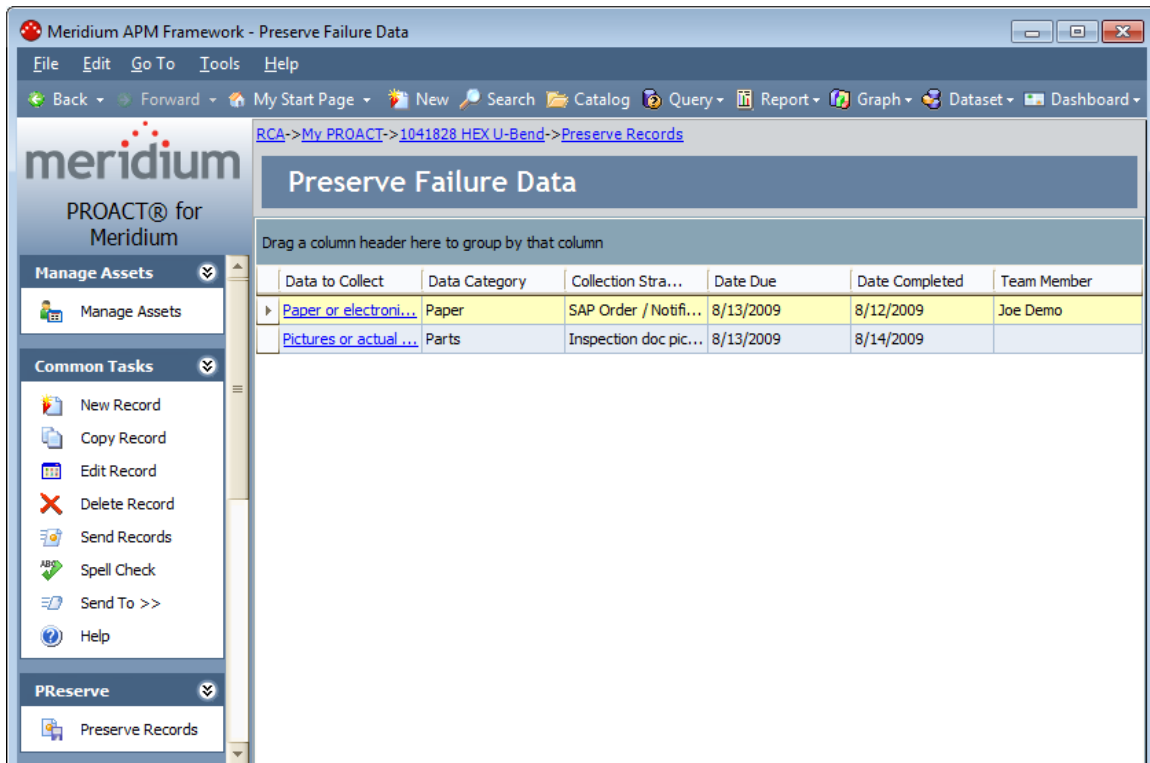 Meridium APM Framework - Preserve Failure Data
File Edit Go To Tools Help
Back Forward My Start Page New Search Catalog Query Report Graph Dataset Dashboard
meridium
PROACT® for
Meridium
RCA->My PROACT->1041828 HEX U-Bend->Preserve Records
Preserve Failure Data
Drag a column header here to group by that column
Data to Collect Data Category Collection Stra... Date Due Date Completed Team Member
Paper or electroni... Paper SAP Order / Notifi... 8/13/2009 8/12/2009 Joe Demo
Pictures or actual ... Parts Inspection doc pic... 8/13/2009 8/14/2009
Manage Assets
Manage Assets
Common Tasks
New Record
Copy Record
Edit Record
Delete Record
Send Records
ABC
Spell Check
Send To >>
Help
PReserve
Preserve Records